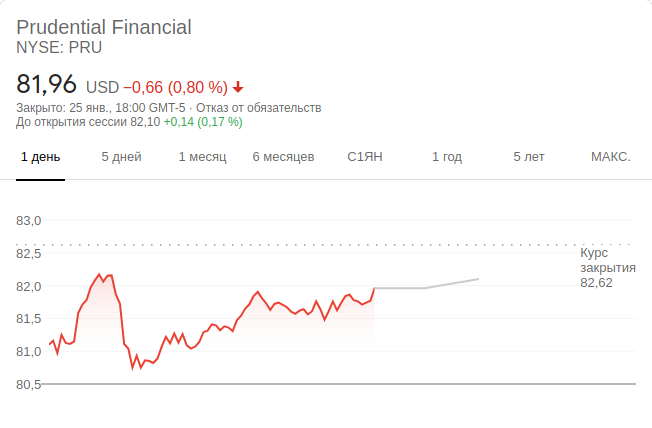 Prudential Financial
NYSE: PRU
81,96 USD −0,66 (0,80 %)
Закрыто: 25 янв., 18:00 GMT-5 · Отказ от обязательств
До открытия сессии 82,10 +0,14 (0,17 %)
1 день 5 дней 1 месяц 6 месяцев С1ЯН 1 год 5 лет МАКС.
83,0
82,5
Курс
закрытия
82,62
82,0
81,5
81,0
80,5